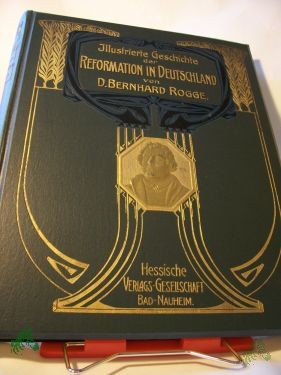 Illustrierte Geschichte
der
REFORMATION IN DEUTSCHLAND
von
D. BERNHARD ROGGE.
Hessische
VERLAGS-GESELLSCHAFT
BAD-NAUHEIM.